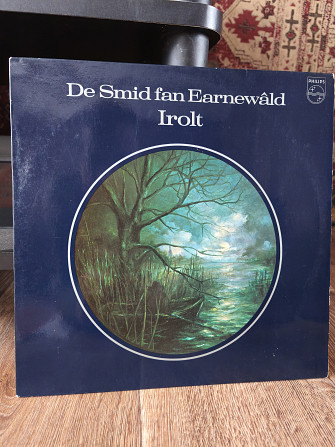 De Smid fan Earnewâld
Irolt
PHILIPS